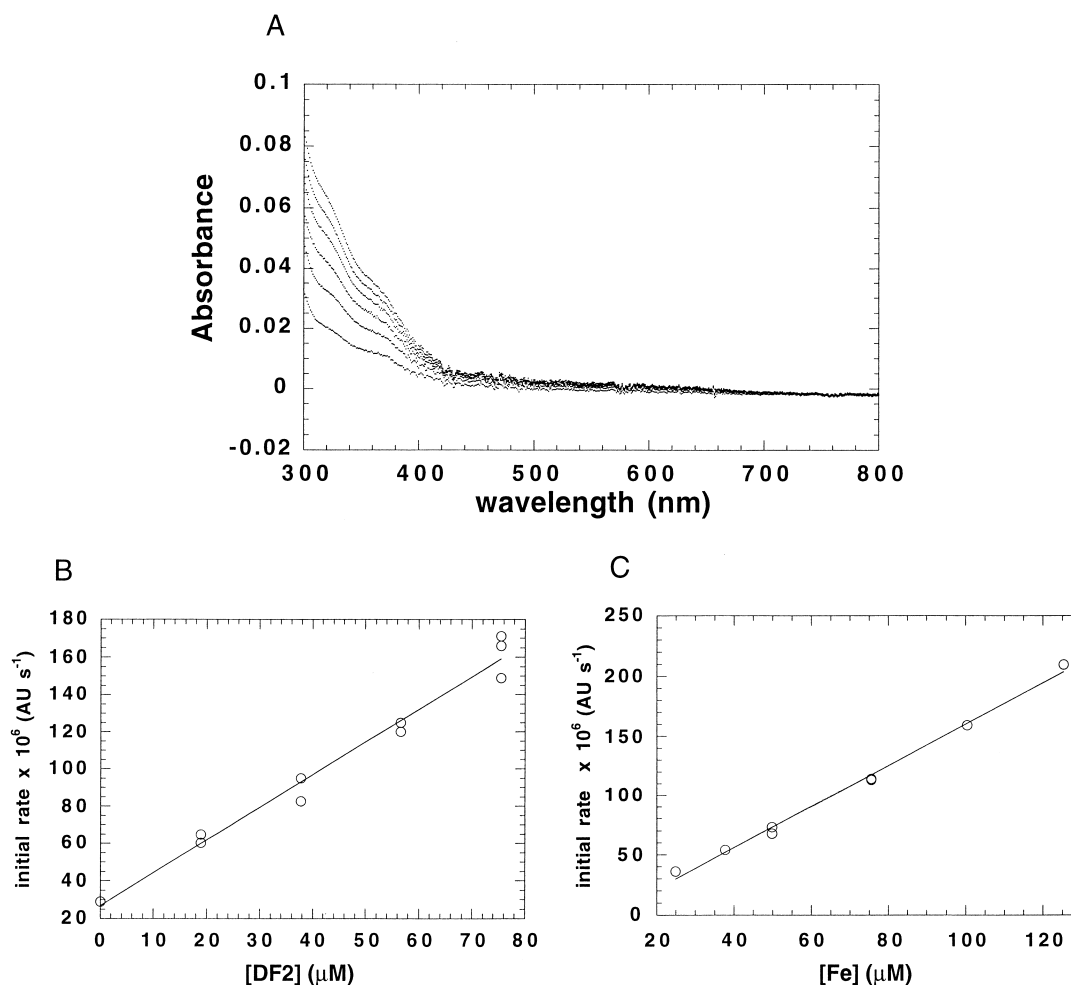 A
0.1
0.08
0.06
0.04
0.02
0
-0.02
Absorbance
300 400 500 600 700 800
wavelength (nm)
B
180
160
140
120
100
80
60
40
20
initial rate x 10⁶ (AU s⁻¹)
0 10 20 30 40 50 60 70 80
[DF2] (μM)
C
250
200
150
100
50
0
initial rate x 10⁶ (AU s⁻¹)
20 40 60 80 100 120
[Fe] (μM)